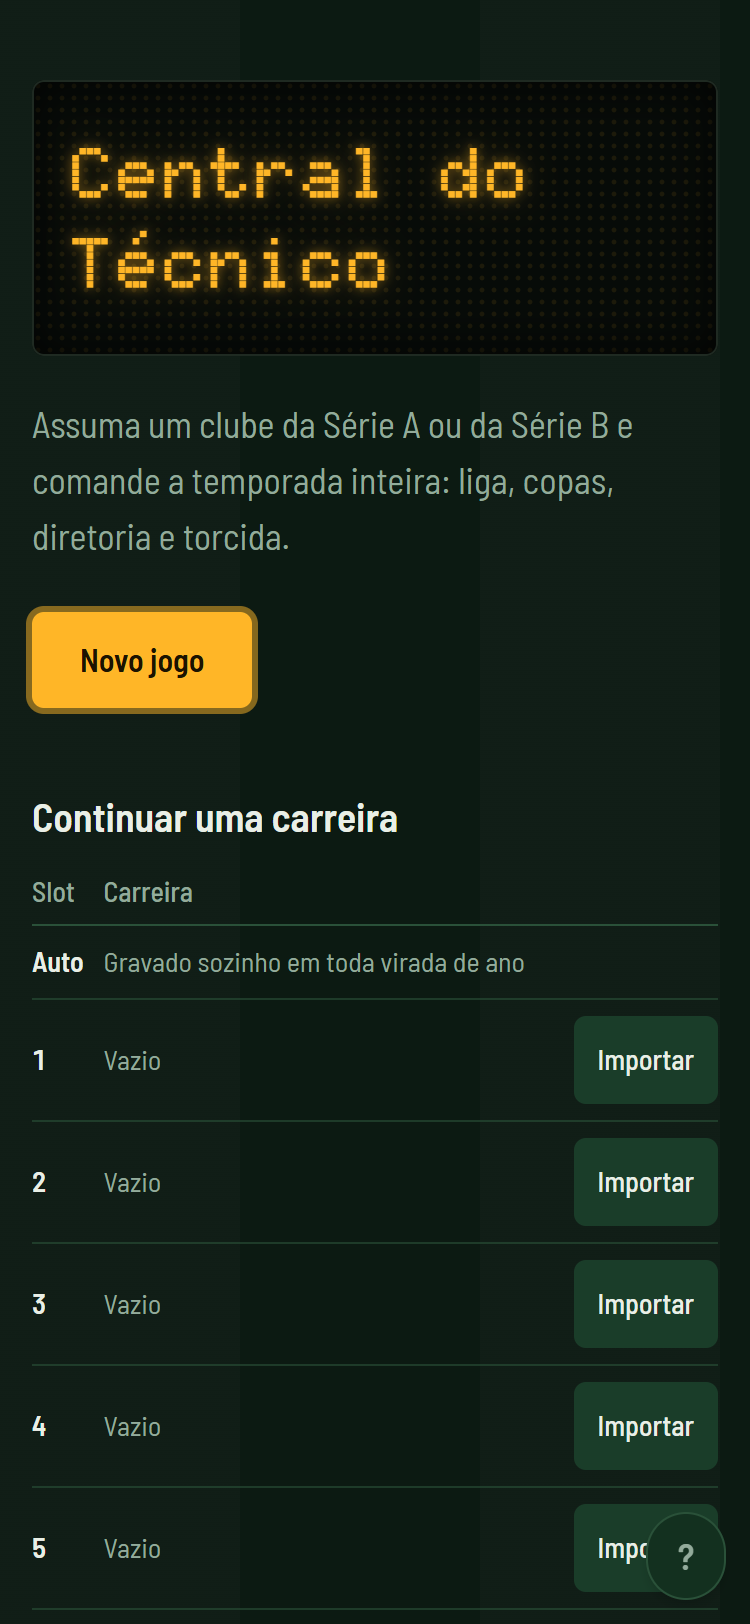 Central do
Técnico
Assuma um clube da Série A ou da Série B e
comande a temporada inteira: liga, copas,
diretoria e torcida.
Novo jogo
Continuar uma carreira
Slot Carreira
Auto Gravado sozinho em toda virada de ano
1 Vazio Importar
2 Vazio Importar
3 Vazio Importar
4 Vazio Importar
5 Vazio Impo
?